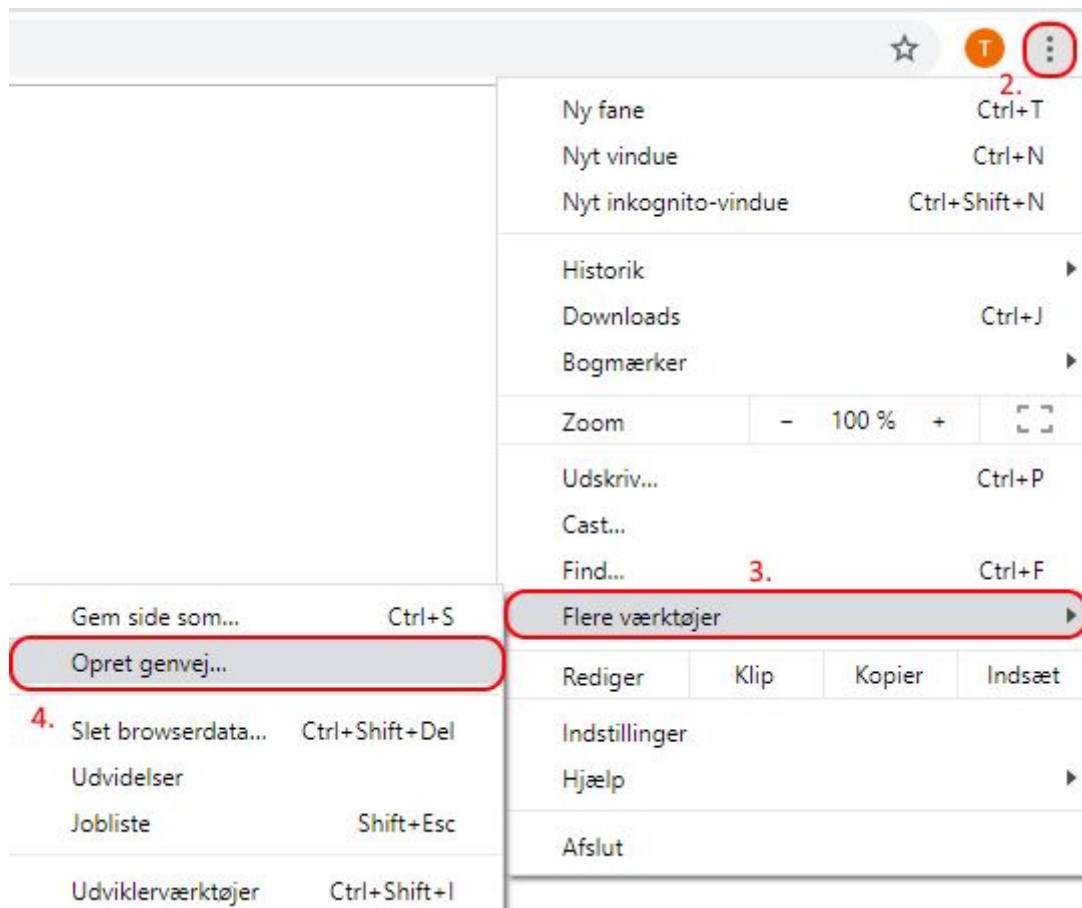 T
2.
Ny fane Ctrl+T
Nyt vindue Ctrl+N
Nyt inkognito-vindue Ctrl+Shift+N
Historik
Downloads Ctrl+J
Bogmærker
Zoom - 100 % +
Udskriv... Ctrl+P
Cast...
Find... 3. Ctrl+F
Flere værktøjer
Rediger Klip Kopier Indsæt
Indstillinger
Hjælp
Afslut
Gem side som... Ctrl+S
Opret genvej...
4. Slet browserdata... Ctrl+Shift+Del
Udvidelser
Jobliste Shift+Esc
Udviklerværktøjer Ctrl+Shift+I